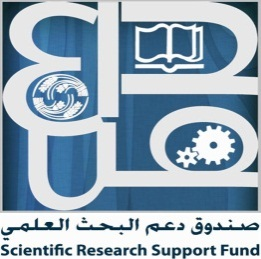 صندوق دعم البحث العلمي
Scientific Research Support Fund